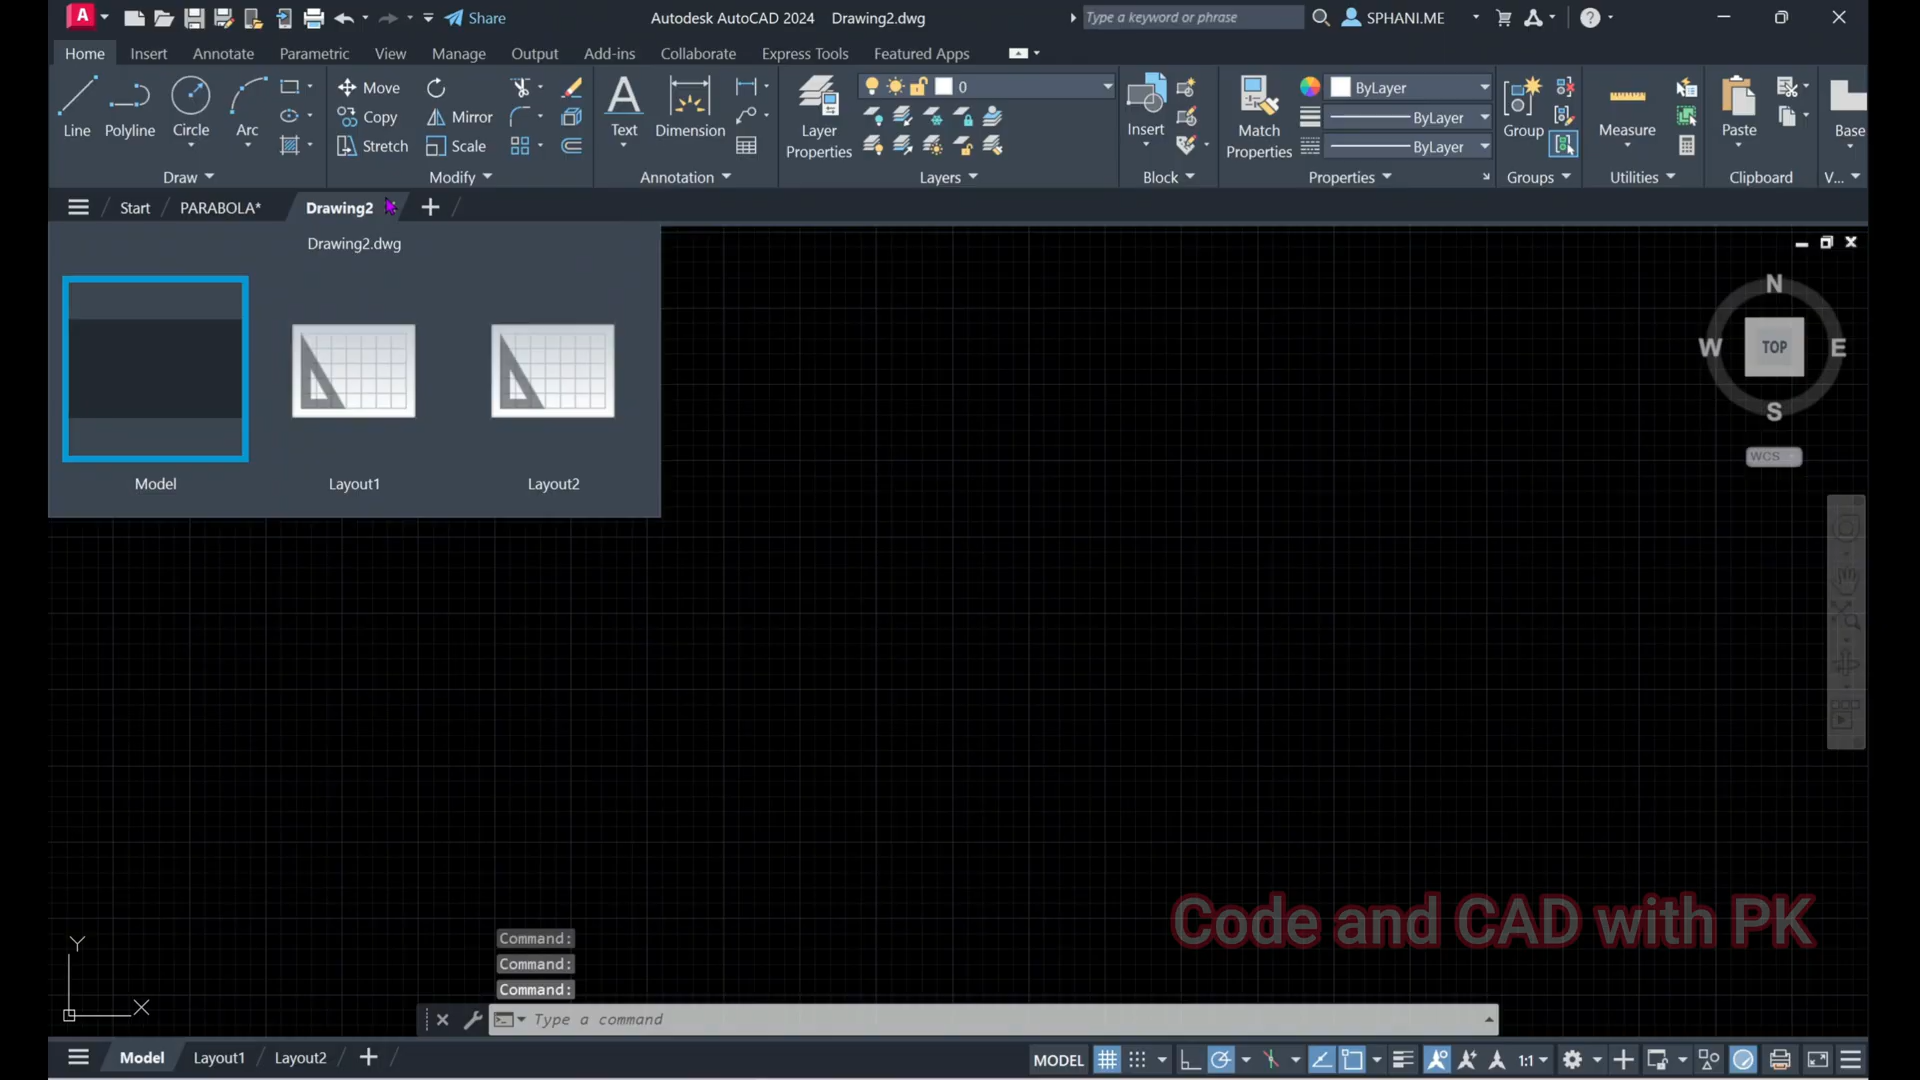 A Share Autodesk AutoCAD 2024 Drawing2.dwg Type a keyword or phrase SPHANI.ME ?
Home Insert Annotate Parametric View Manage Output Add-ins Collaborate Express Tools Featured Apps
Line Polyline Circle Arc
Move
Copy Mirror
Stretch Scale
A Text Dimension
Layer
Properties
0
Insert
Match
Properties
ByLayer
ByLayer
ByLayer
Group
Measure
Paste
Base
Draw Modify Annotation Layers Block Properties Groups Utilities Clipboard V...
Start PARABOLA* Drawing2
Drawing2.dwg
Model Layout1 Layout2
N
W TOP E
S
WCS
Code and CAD with PK
Y
X
Command:
Command:
Command:
Type a command
Model Layout1 Layout2 MODEL 1:1